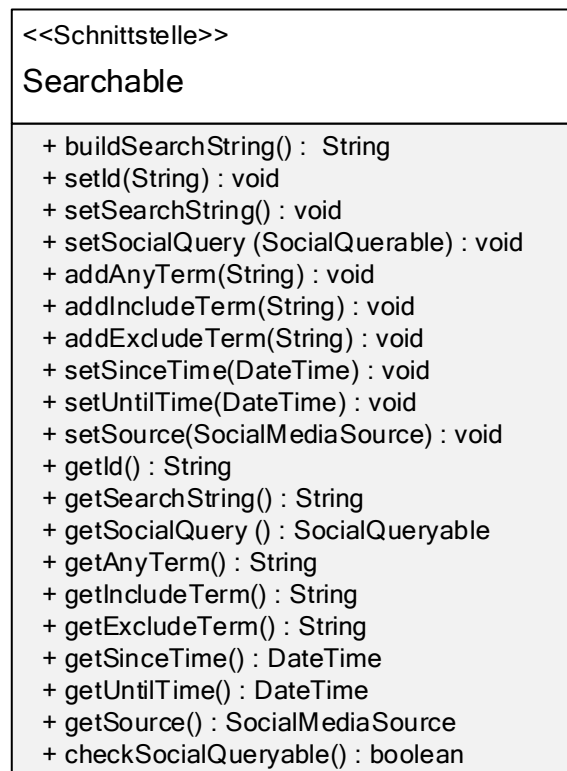 <<Schnittstelle>>
Searchable
+ buildSearchString() : String
+ setId(String) : void
+ setSearchString() : void
+ setSocialQuery (SocialQuerable) : void
+ addAnyTerm(String) : void
+ addIncludeTerm(String) : void
+ addExcludeTerm(String) : void
+ setSinceTime(DateTime) : void
+ setUntilTime(DateTime) : void
+ setSource(SocialMediaSource) : void
+ getId() : String
+ getSearchString() : String
+ getSocialQuery () : SocialQueryable
+ getAnyTerm() : String
+ getIncludeTerm() : String
+ getExcludeTerm() : String
+ getSinceTime() : DateTime
+ getUntilTime() : DateTime
+ getSource() : SocialMediaSource
+ checkSocialQueryable() : boolean